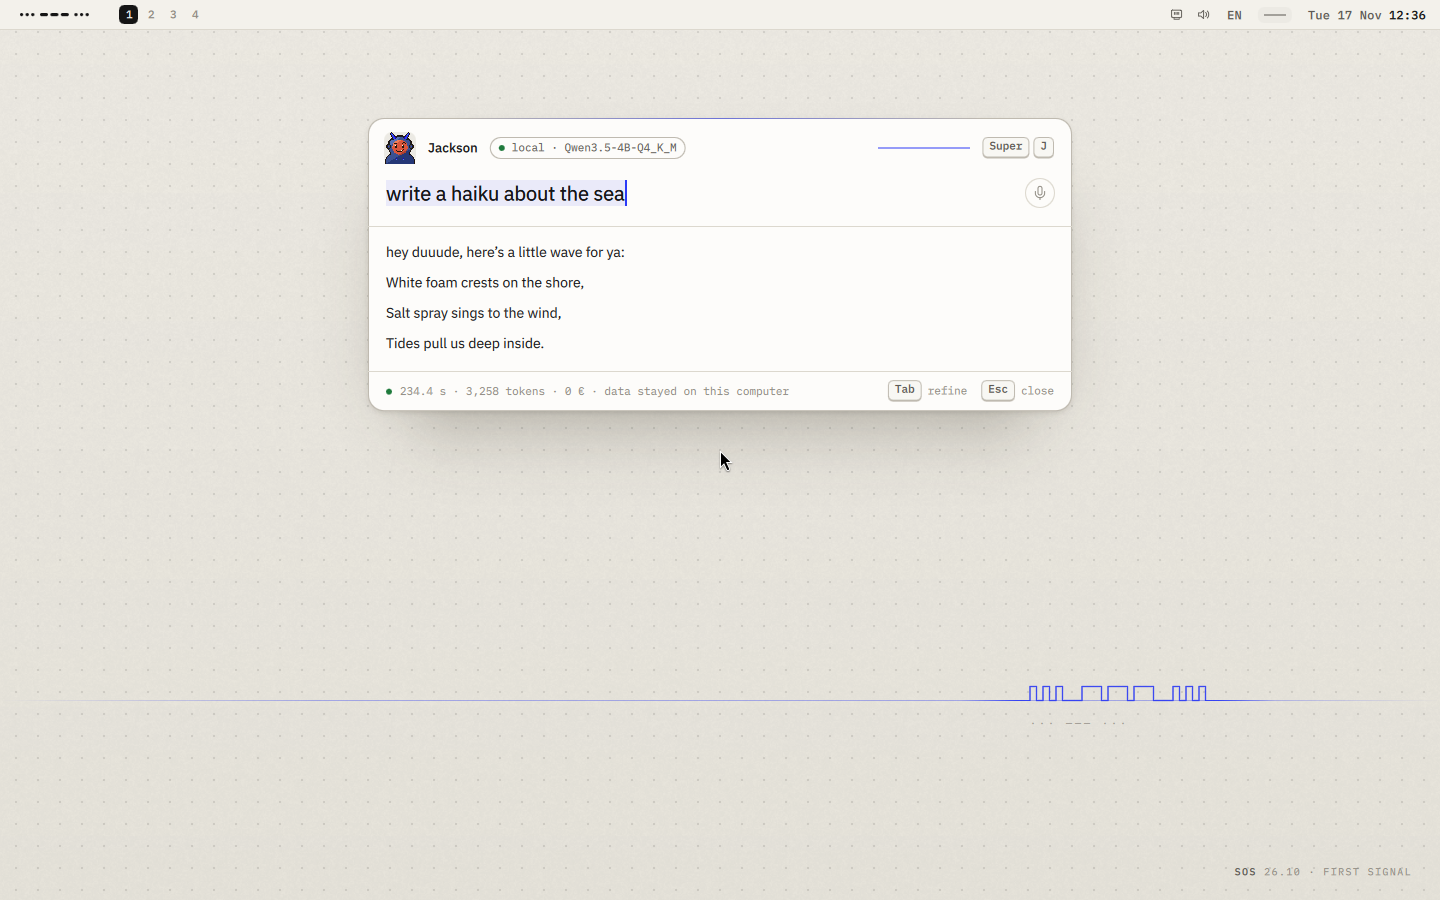 1 2 3 4
EN
Tue 17 Nov 12:36
Jackson
local · Qwen3.5-4B-Q4_K_M
Super J
write a haiku about the sea
hey duuude, here’s a little wave for ya:
White foam crests on the shore,
Salt spray sings to the wind,
Tides pull us deep inside.
234.4 s · 3,258 tokens · 0 € · data stayed on this computer
Tab refine Esc close
··· −−− ···
SOS 26.10 · FIRST SIGNAL